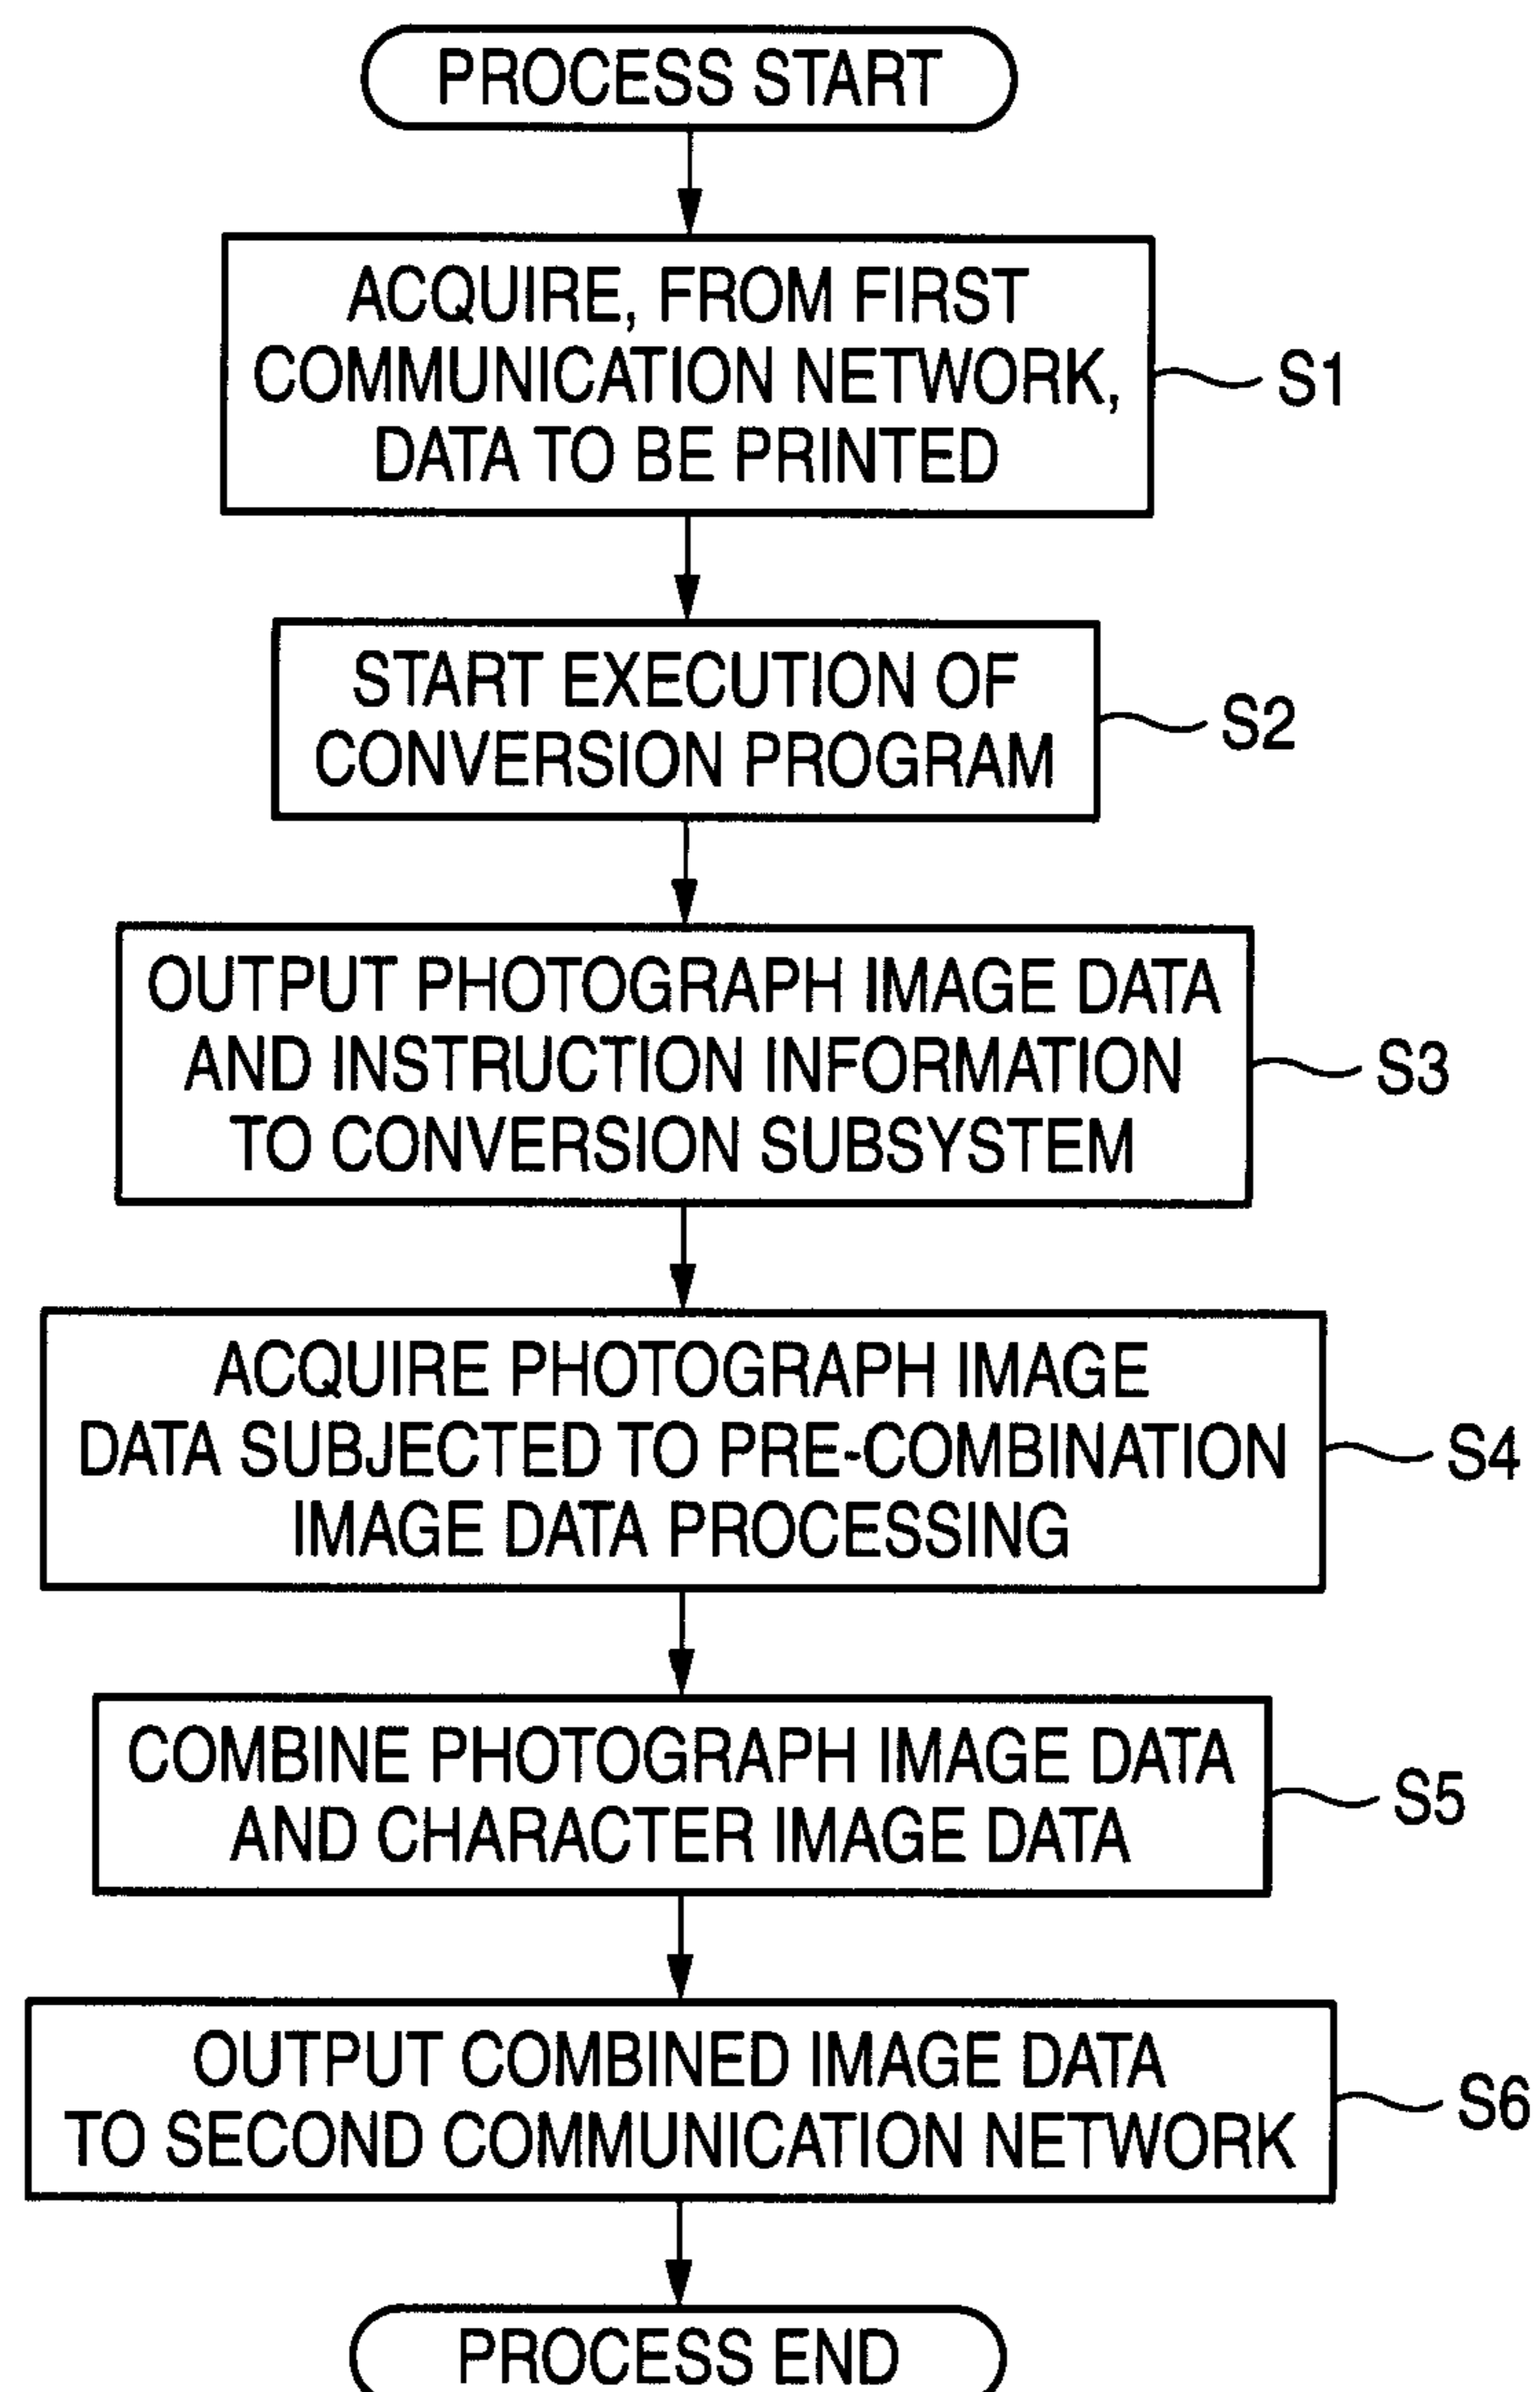 PROCESS START
ACQUIRE, FROM FIRST
COMMUNICATION NETWORK,
DATA TO BE PRINTED
S1
START EXECUTION OF
CONVERSION PROGRAM
S2
OUTPUT PHOTOGRAPH IMAGE DATA
AND INSTRUCTION INFORMATION
TO CONVERSION SUBSYSTEM
S3
ACQUIRE PHOTOGRAPH IMAGE
DATA SUBJECTED TO PRE-COMBINATION
IMAGE DATA PROCESSING
S4
COMBINE PHOTOGRAPH IMAGE DATA
AND CHARACTER IMAGE DATA
S5
OUTPUT COMBINED IMAGE DATA
TO SECOND COMMUNICATION NETWORK
S6
PROCESS END